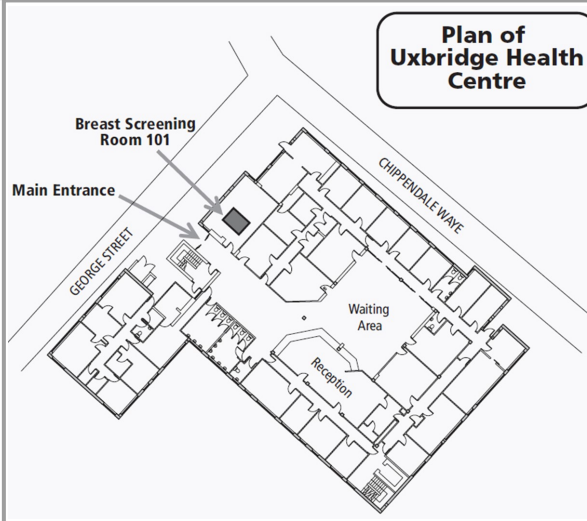 Plan of
Uxbridge Health
Centre
Breast Screening
Room 101
Main Entrance
CHIPPENDALE WAYE
GEORGE STREET
Waiting
Area
Reception